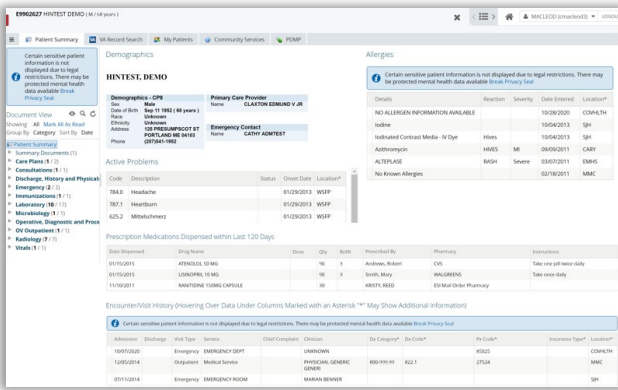 E9902627 HINTEST DEMO ( M / 68 years )
MACLEOD (cmacleod3) LOGOUT
Patient Summary VA Record Search My Patients Community Services PDMP
Certain sensitive patient information is not displayed due to legal restrictions. There may be protected mental health data available Break Privacy Seal
Document View
Showing All Mark All As Read
Group By Category Sort By Date
Patient Summary
Summary Documents (1)
Care Plans (1 / 2)
Consultations (1 / 1)
Discharge, History and Physicals
Emergency (2 / 2)
Immunizations (1 / 1)
Laboratory (10 / 17)
Microbiology (1 / 1)
Operative, Diagnostic and Proce
OV Outpatient (1 / 1)
Radiology (7 / 7)
Vitals (1 / 1)
Demographics
HINTEST, DEMO
Demographics - CP8
Sex Male
Date of Birth Sep 11 1952 ( 68 years )
Race Unknown
Ethnicity Unknown
Address 125 PRESUMPSCOT ST
PORTLAND ME 04103
Phone (207)541-1952
Primary Care Provider
Name CLAXTON EDMUND V JR
Emergency Contact
Name CATHY ADMTEST
Active Problems
Code Description Status Onset Date Location*
784.0 Headache 01/29/2013 WSFP
787.1 Heartburn 01/29/2013 WSFP
625.2 Mittelschmerz 01/29/2013 WSFP
Allergies
Certain sensitive patient information is not displayed due to legal restrictions. There may be protected mental health data available Break Privacy Seal
Details Reaction Severity Date Entered Location*
NO ALLERGEN INFORMATION AVAILABLE 10/28/2020 COVHLTH
Iodine 10/04/2013 SJH
Iodinated Contrast Media - IV Dye Hives 10/04/2013 SJH
Azithromycin HIVES MI 09/09/2011 CARY
ALTEPLASE RASH Severe 03/07/2011 EMHS
No Known Allergies 02/18/2011 MMC
Prescription Medications Dispensed within Last 120 Days
Date Dispensed Drug Name Dose Qty Refill Prescribed By Pharmacy Instructions
01/15/2015 ATENOLOL 50 MG 90 3 Andrews, Robert CVS Take one pill twice daily
01/15/2015 LISINOPRIL 10 MG 90 3 Smith, Mary WALGREENS Take once daily
11/10/2011 RANITIDINE 150MG CAPSULE 30 KRISTY, REED ESI Mail Order Pharmacy
Encounter/Visit History (Hovering Over Data Under Columns Marked with an Asterisk "*" May Show Additional Information)
Certain sensitive patient information is not displayed due to legal restrictions. There may be protected mental health data available Break Privacy Seal
Admission Discharge Visit Type Service Chief Complaint Clinician Dx Category* Dx Code* Px Code* Insurance Type* Location*
10/07/2020 Emergency EMERGENCY DEPT UNKNOWN 85025 COVHLTH
12/05/2014 Outpatient Medical Service PHYSICIAN, GENERIC GENERI R00-R99.99 R22.1 27524 MMC
07/11/2014 Emergency EMERGENCY ROOM MARIAN BENNER SJH